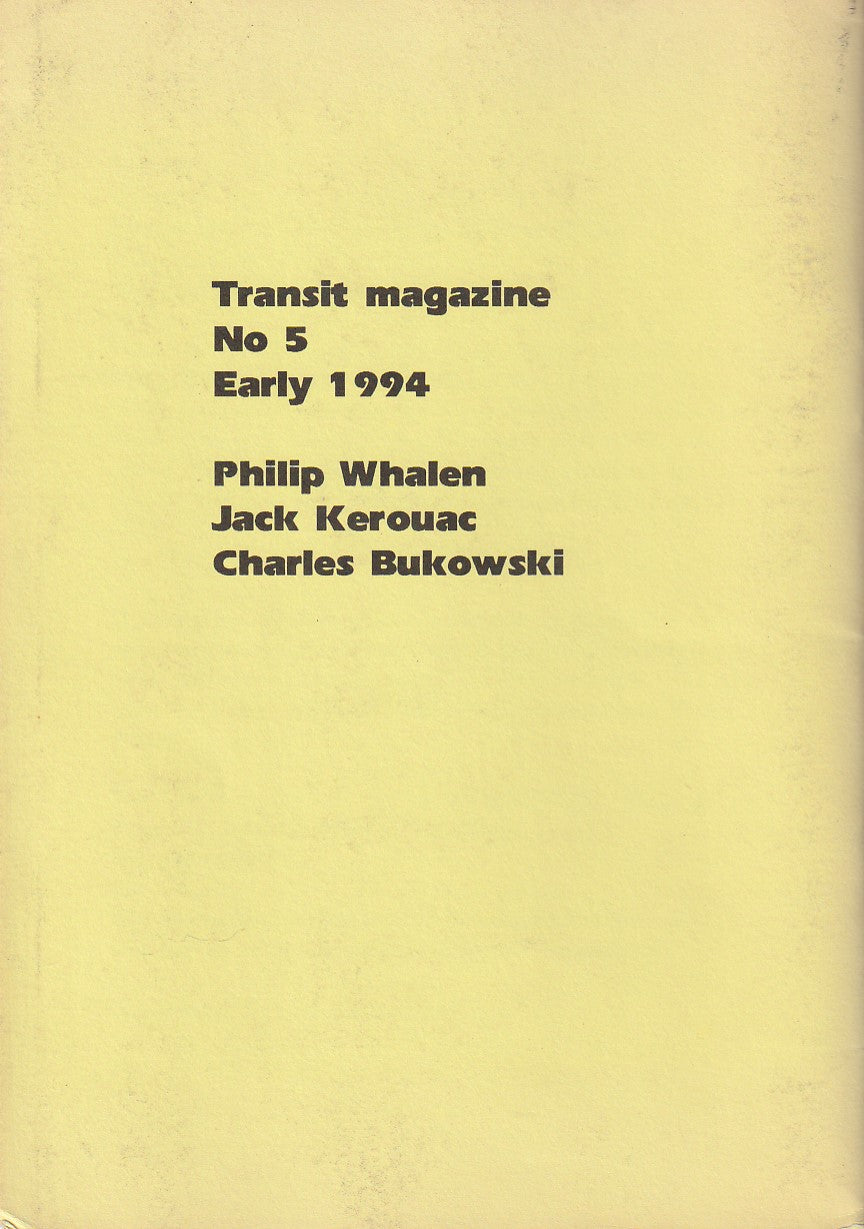 Transit magazine
No 5
Early 1994
Philip Whalen
Jack Kerouac
Charles Bukowski